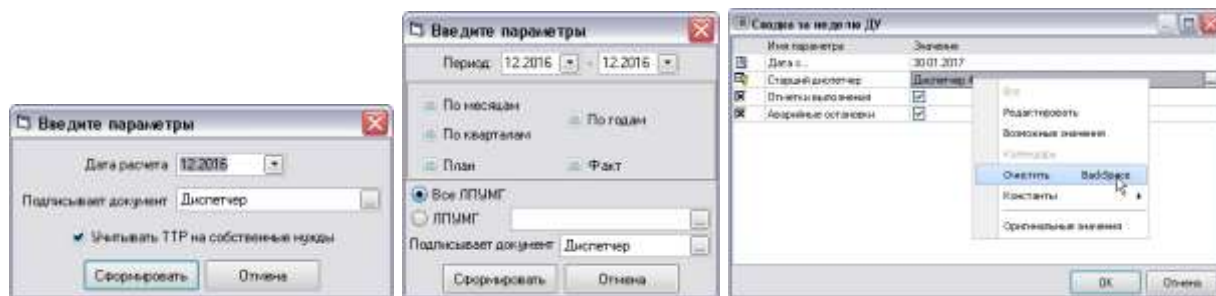 Введите параметры
Дата расчета 12.2016
Подписывает документ Диспетчер
Учитывать ТТР на собственные нужды
Сформировать Отмена
Введите параметры
Период: 12.2016 - 12.2016
По месяцам
По годам
По кварталам
План Факт
Все ЛПУМГ
ЛПУМГ
Подписывает документ Диспетчер
Сформировать Отмена
Сводка за неделю ДУ
Имя параметра Значение
Дата с... 30.01.2017
Старший диспетчер Диспетчер
Отметки выполнения
Аварийные остановки
Все
Редактировать
Возможные значения
Календарь
Очистить BackSpace
Константы
Оригинальные значения
OK Отмена